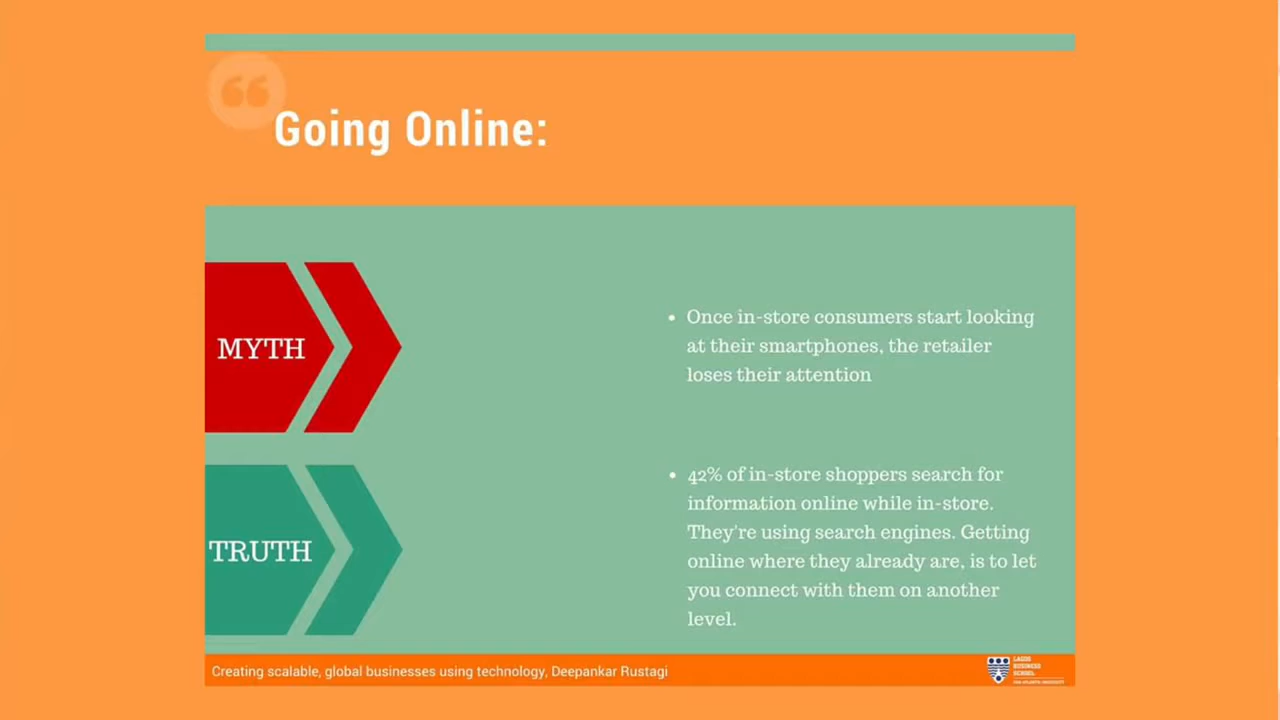 Going Online:
MYTH
Once in-store consumers start looking
at their smartphones, the retailer
loses their attention
TRUTH
42% of in-store shoppers search for
information online while in-store.
They're using search engines. Getting
online where they already are, is to let
you connect with them on another
level.
Creating scalable, global businesses using technology, Deepankar Rustagi
LAGOS
BUSINESS
SCHOOL